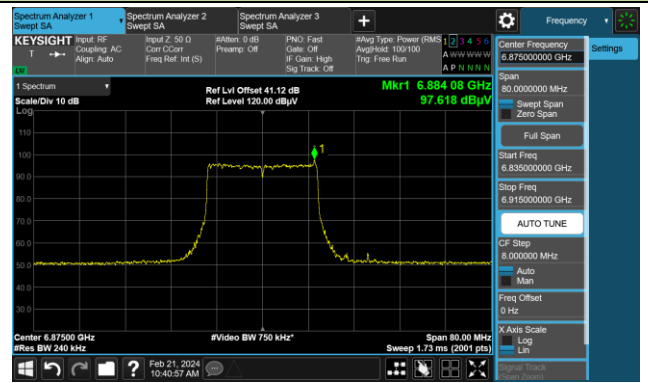 Spectrum Analyzer 1
Swept SA
Spectrum Analyzer 2
Swept SA
Spectrum Analyzer 3
Swept SA
+
Frequency
KEYSIGHT
T
LW
Input: RF
Coupling: AC
Align: Auto
Input Z: 50 Ω
Corr CCorr
Freq Ref: Int (S)
#Atten: 0 dB
Preamp: Off
PNO: Fast
Gate: Off
IF Gain: High
Sig Track: Off
#Avg Type: Power (RMS
Avg|Hold: 100/100
Trig: Free Run
1 2 3 4 5 6
A W W W W W
A P N N N N
1 Spectrum
Scale/Div 10 dB
Log
Ref Lvl Offset 41.12 dB
Ref Level 120.00 dBµV
Mkr1 6.884 08 GHz
97.618 dBµV
1
110
100
90.0
80.0
70.0
60.0
50.0
40.0
30.0
Center 6.87500 GHz
#Res BW 240 kHz
#Video BW 750 kHz*
Span 80.00 MHz
Sweep 1.73 ms (2001 pts)
Center Frequency
6.875000000 GHz
Settings
Span
80.0000000 MHz
Swept Span
Zero Span
Full Span
Start Freq
6.835000000 GHz
Stop Freq
6.915000000 GHz
AUTO TUNE
CF Step
8.000000 MHz
Auto
Man
Freq Offset
0 Hz
X Axis Scale
Log
Lin
Signal Track
(Span Zoom)
?
Feb 21, 2024
10:40:57 AM